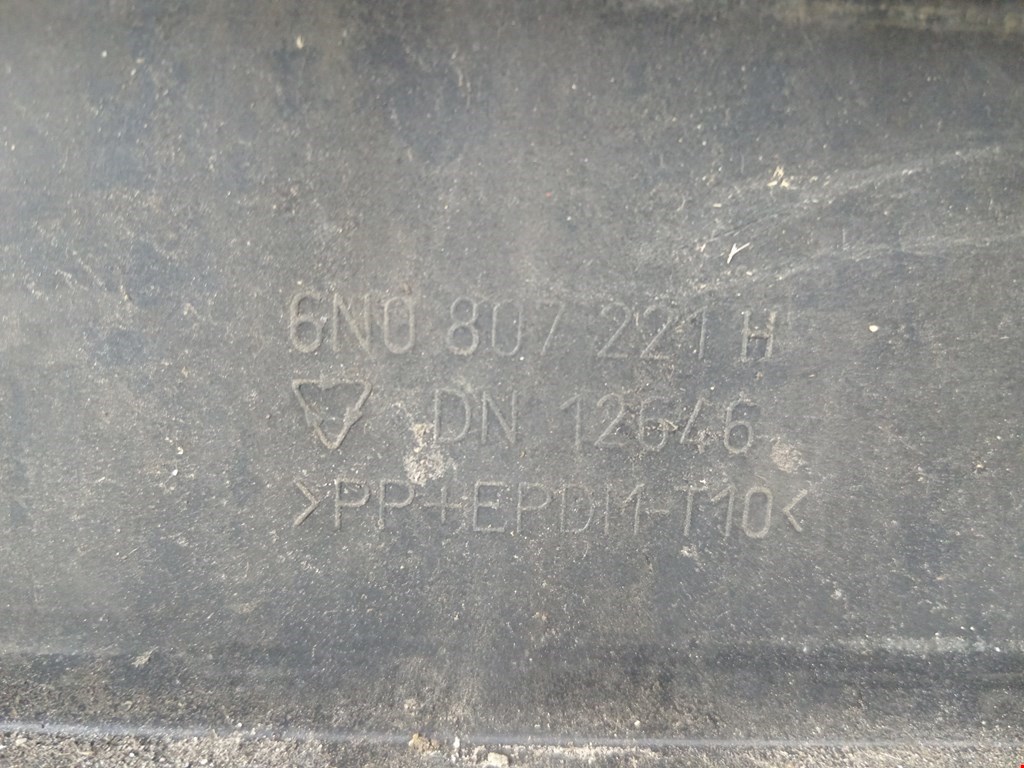 6N0 807 221 H
DN 12646
>PP+EPDM-T10<